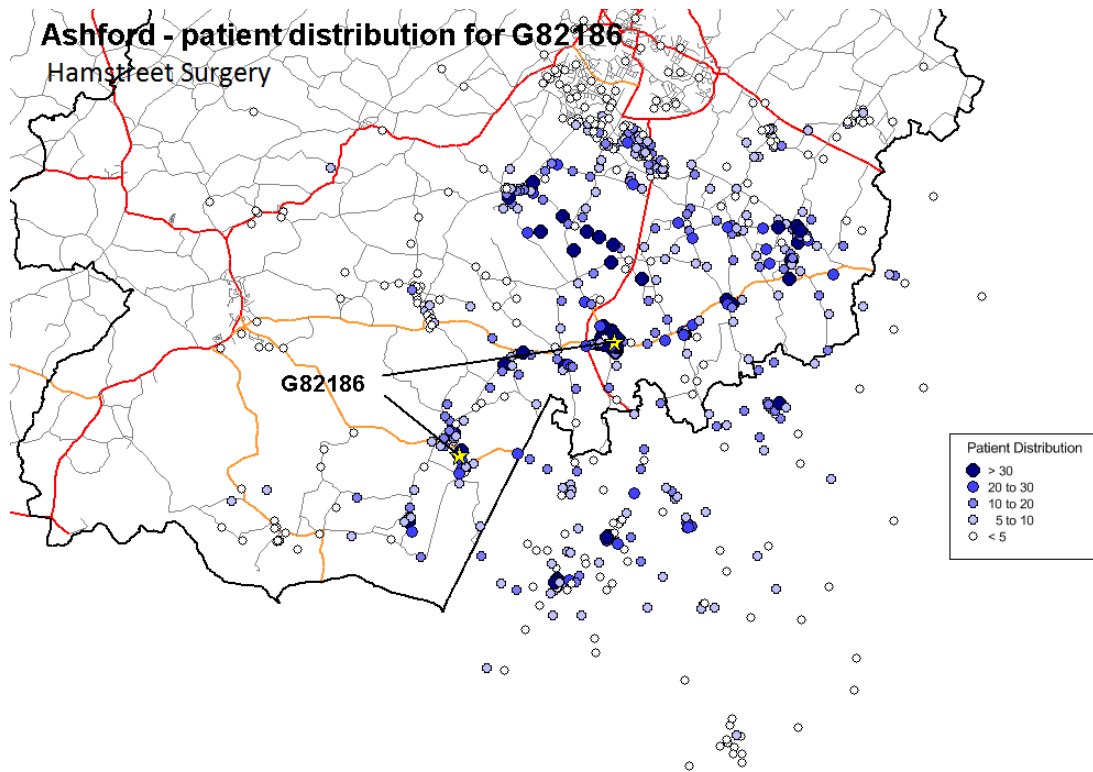 Ashford - patient distribution for G82186
Hamstreet Surgery
G82186
Patient Distribution
> 30
20 to 30
10 to 20
5 to 10
< 5